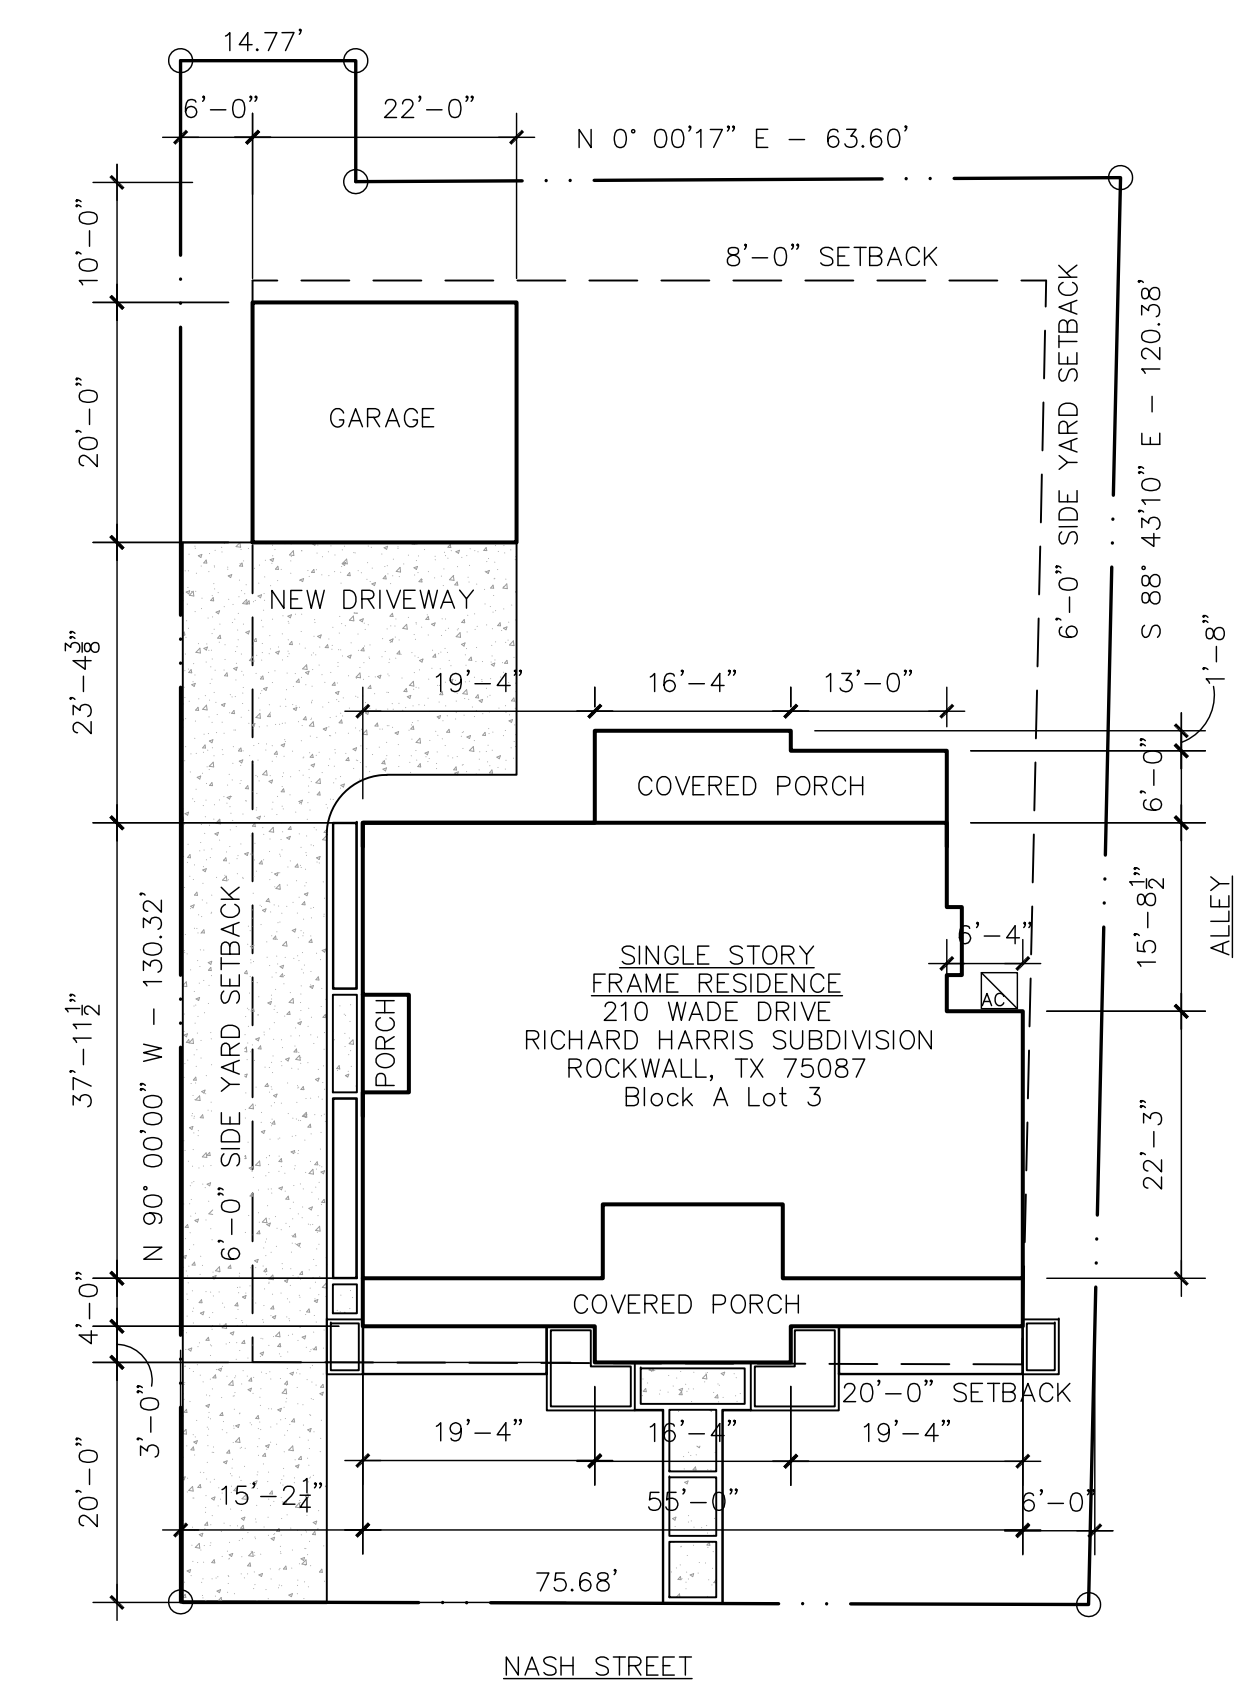 14.77'
6'-0"
22'-0"
N 0° 00'17" E - 63.60'
10'-0"
8'-0" SETBACK
6'-0" SIDE YARD SETBACK
S 88° 43'10" E - 120.38'
20'-0"
GARAGE
NEW DRIVEWAY
23'-4 3/8"
19'-4"
16'-4"
13'-0"
1'-8"
COVERED PORCH
6'-0"
15'-8 1/2"
ALLEY
N 90° 00'00" W - 130.32'
6'-0" SIDE YARD SETBACK
6'-4"
SINGLE STORY
FRAME RESIDENCE
210 WADE DRIVE
RICHARD HARRIS SUBDIVISION
ROCKWALL, TX 75087
Block A Lot 3
AC
PORCH
37'-11 1/2"
22'-3"
COVERED PORCH
4'-0"
3'-0"
20'-0" SETBACK
19'-4"
16'-4"
19'-4"
20'-0"
15'-2 1/4"
55'-0"
6'-0"
75.68'
NASH STREET